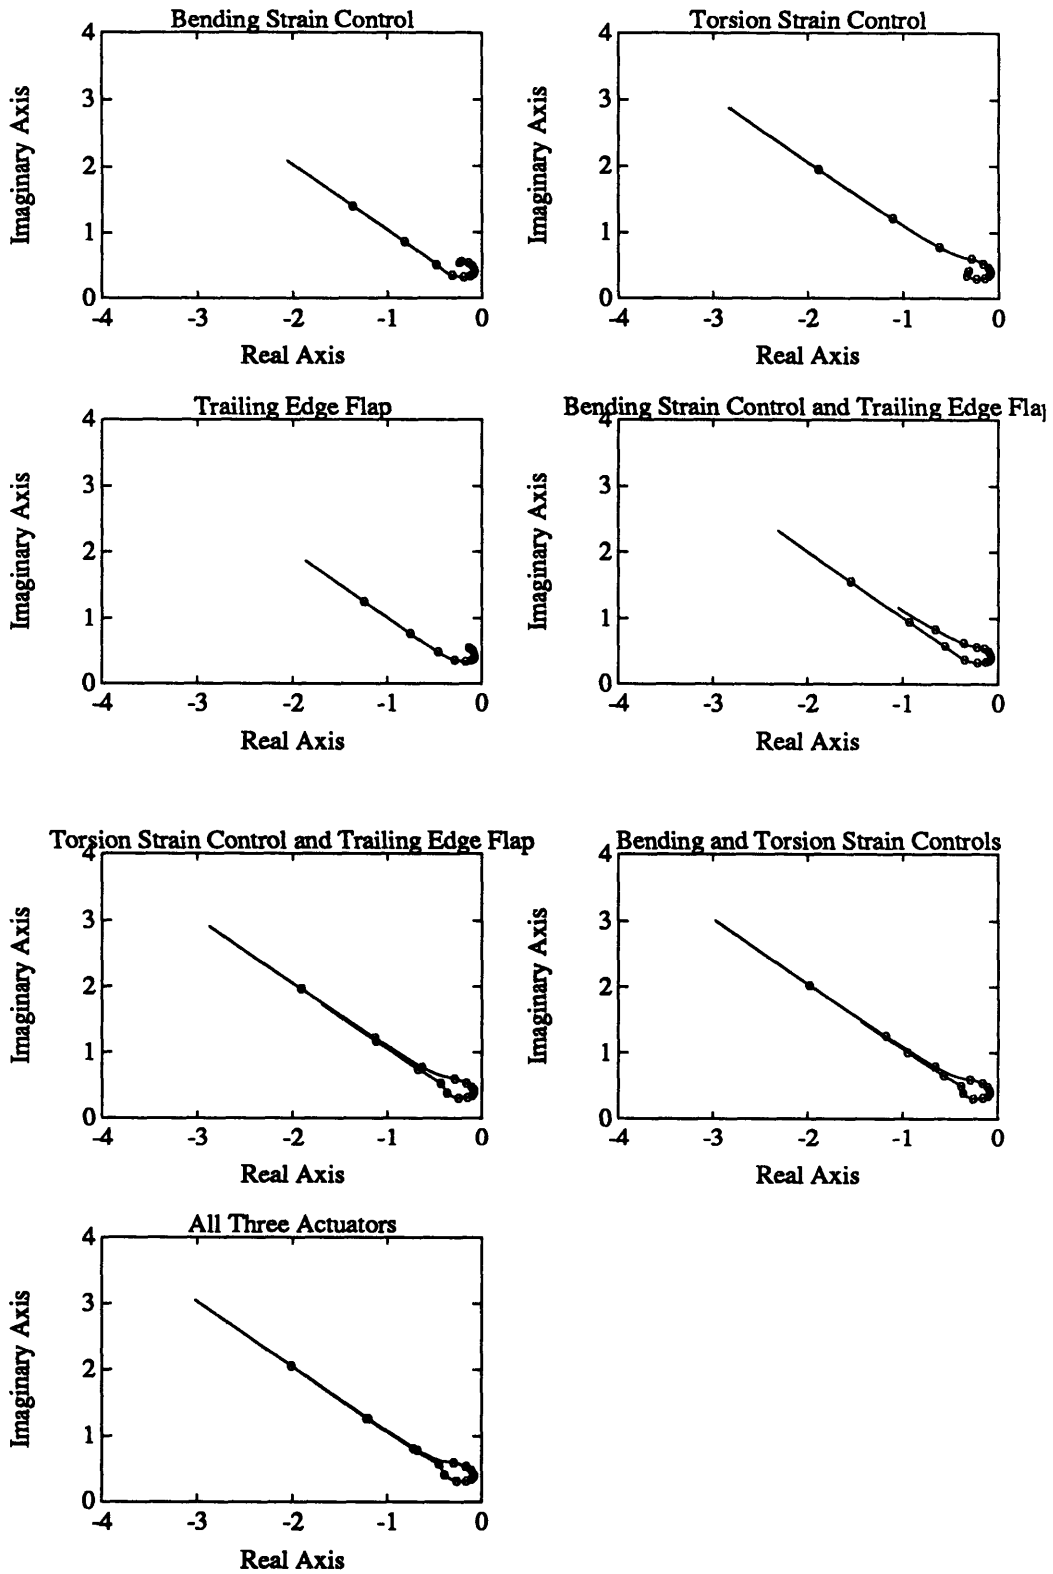 Bending Strain Control
4
3
2
1
0
-4 -3 -2 -1 0
Imaginary Axis
Real Axis
Torsion Strain Control
4
3
2
1
0
-4 -3 -2 -1 0
Imaginary Axis
Real Axis
Trailing Edge Flap
4
3
2
1
0
-4 -3 -2 -1 0
Imaginary Axis
Real Axis
Bending Strain Control and Trailing Edge Flap
4
3
2
1
0
-4 -3 -2 -1 0
Imaginary Axis
Real Axis
Torsion Strain Control and Trailing Edge Flap
4
3
2
1
0
-4 -3 -2 -1 0
Imaginary Axis
Real Axis
Bending and Torsion Strain Controls
4
3
2
1
0
-4 -3 -2 -1 0
Imaginary Axis
Real Axis
All Three Actuators
4
3
2
1
0
-4 -3 -2 -1 0
Imaginary Axis
Real Axis